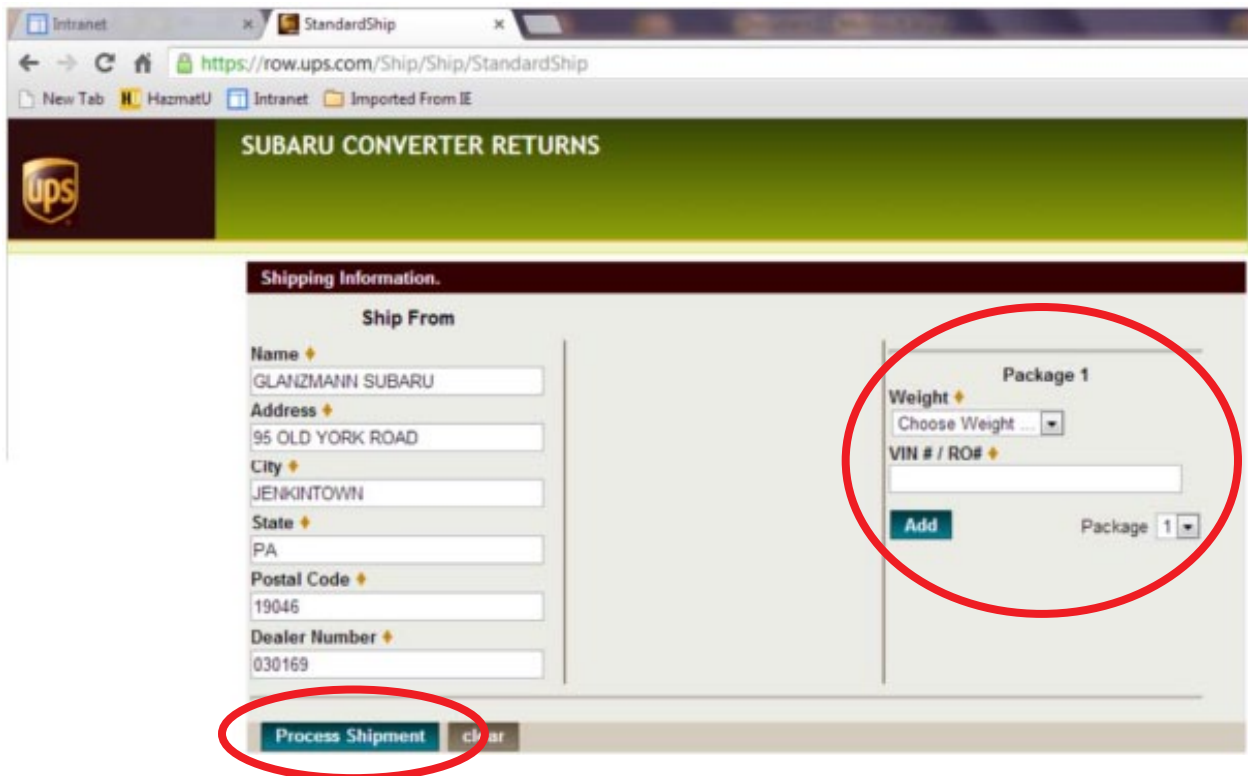 Intranet
StandardShip
https://row.ups.com/Ship/Ship/StandardShip
New Tab HazmatU Intranet Imported From IE
ups
SUBARU CONVERTER RETURNS
Shipping Information.
Ship From
Name
GLANZMANN SUBARU
Address
95 OLD YORK ROAD
City
JENKINTOWN
State
PA
Postal Code
19046
Dealer Number
030169
Package 1
Weight
Choose Weight ...
VIN # / RO#
Add Package 1
Process Shipment clear